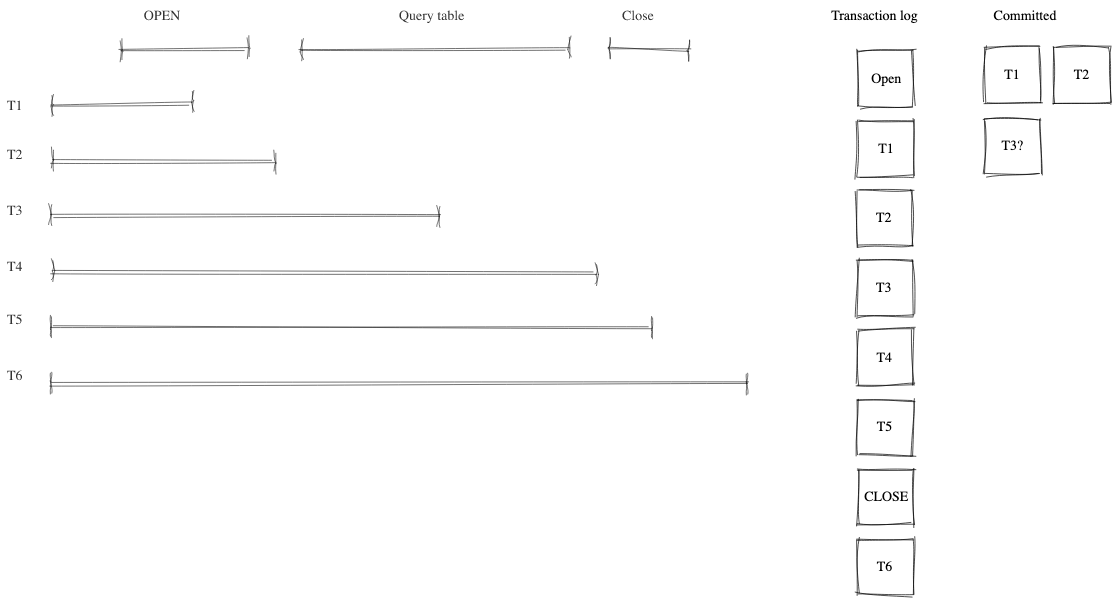 OPEN
Query table
Close
Transaction log
Committed
T1
T2
T3
T4
T5
T6
Open
T1
T2
T3
T4
T5
CLOSE
T6
T1
T2
T3?